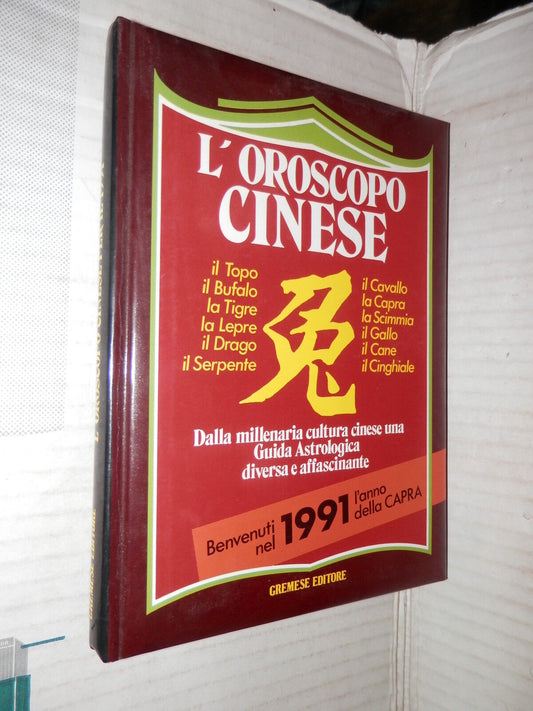 L'OROSCOPO
CINESE
il Topo
il Bufalo
la Tigre
la Lepre
il Drago
il Serpente
兔
il Cavallo
la Capra
la Scimmia
il Gallo
il Cane
il Cinghiale
Dalla millenaria cultura cinese una
Guida Astrologica
diversa e affascinante
Benvenuti nel 1991 l'anno della CAPRA
GREMESE EDITORE